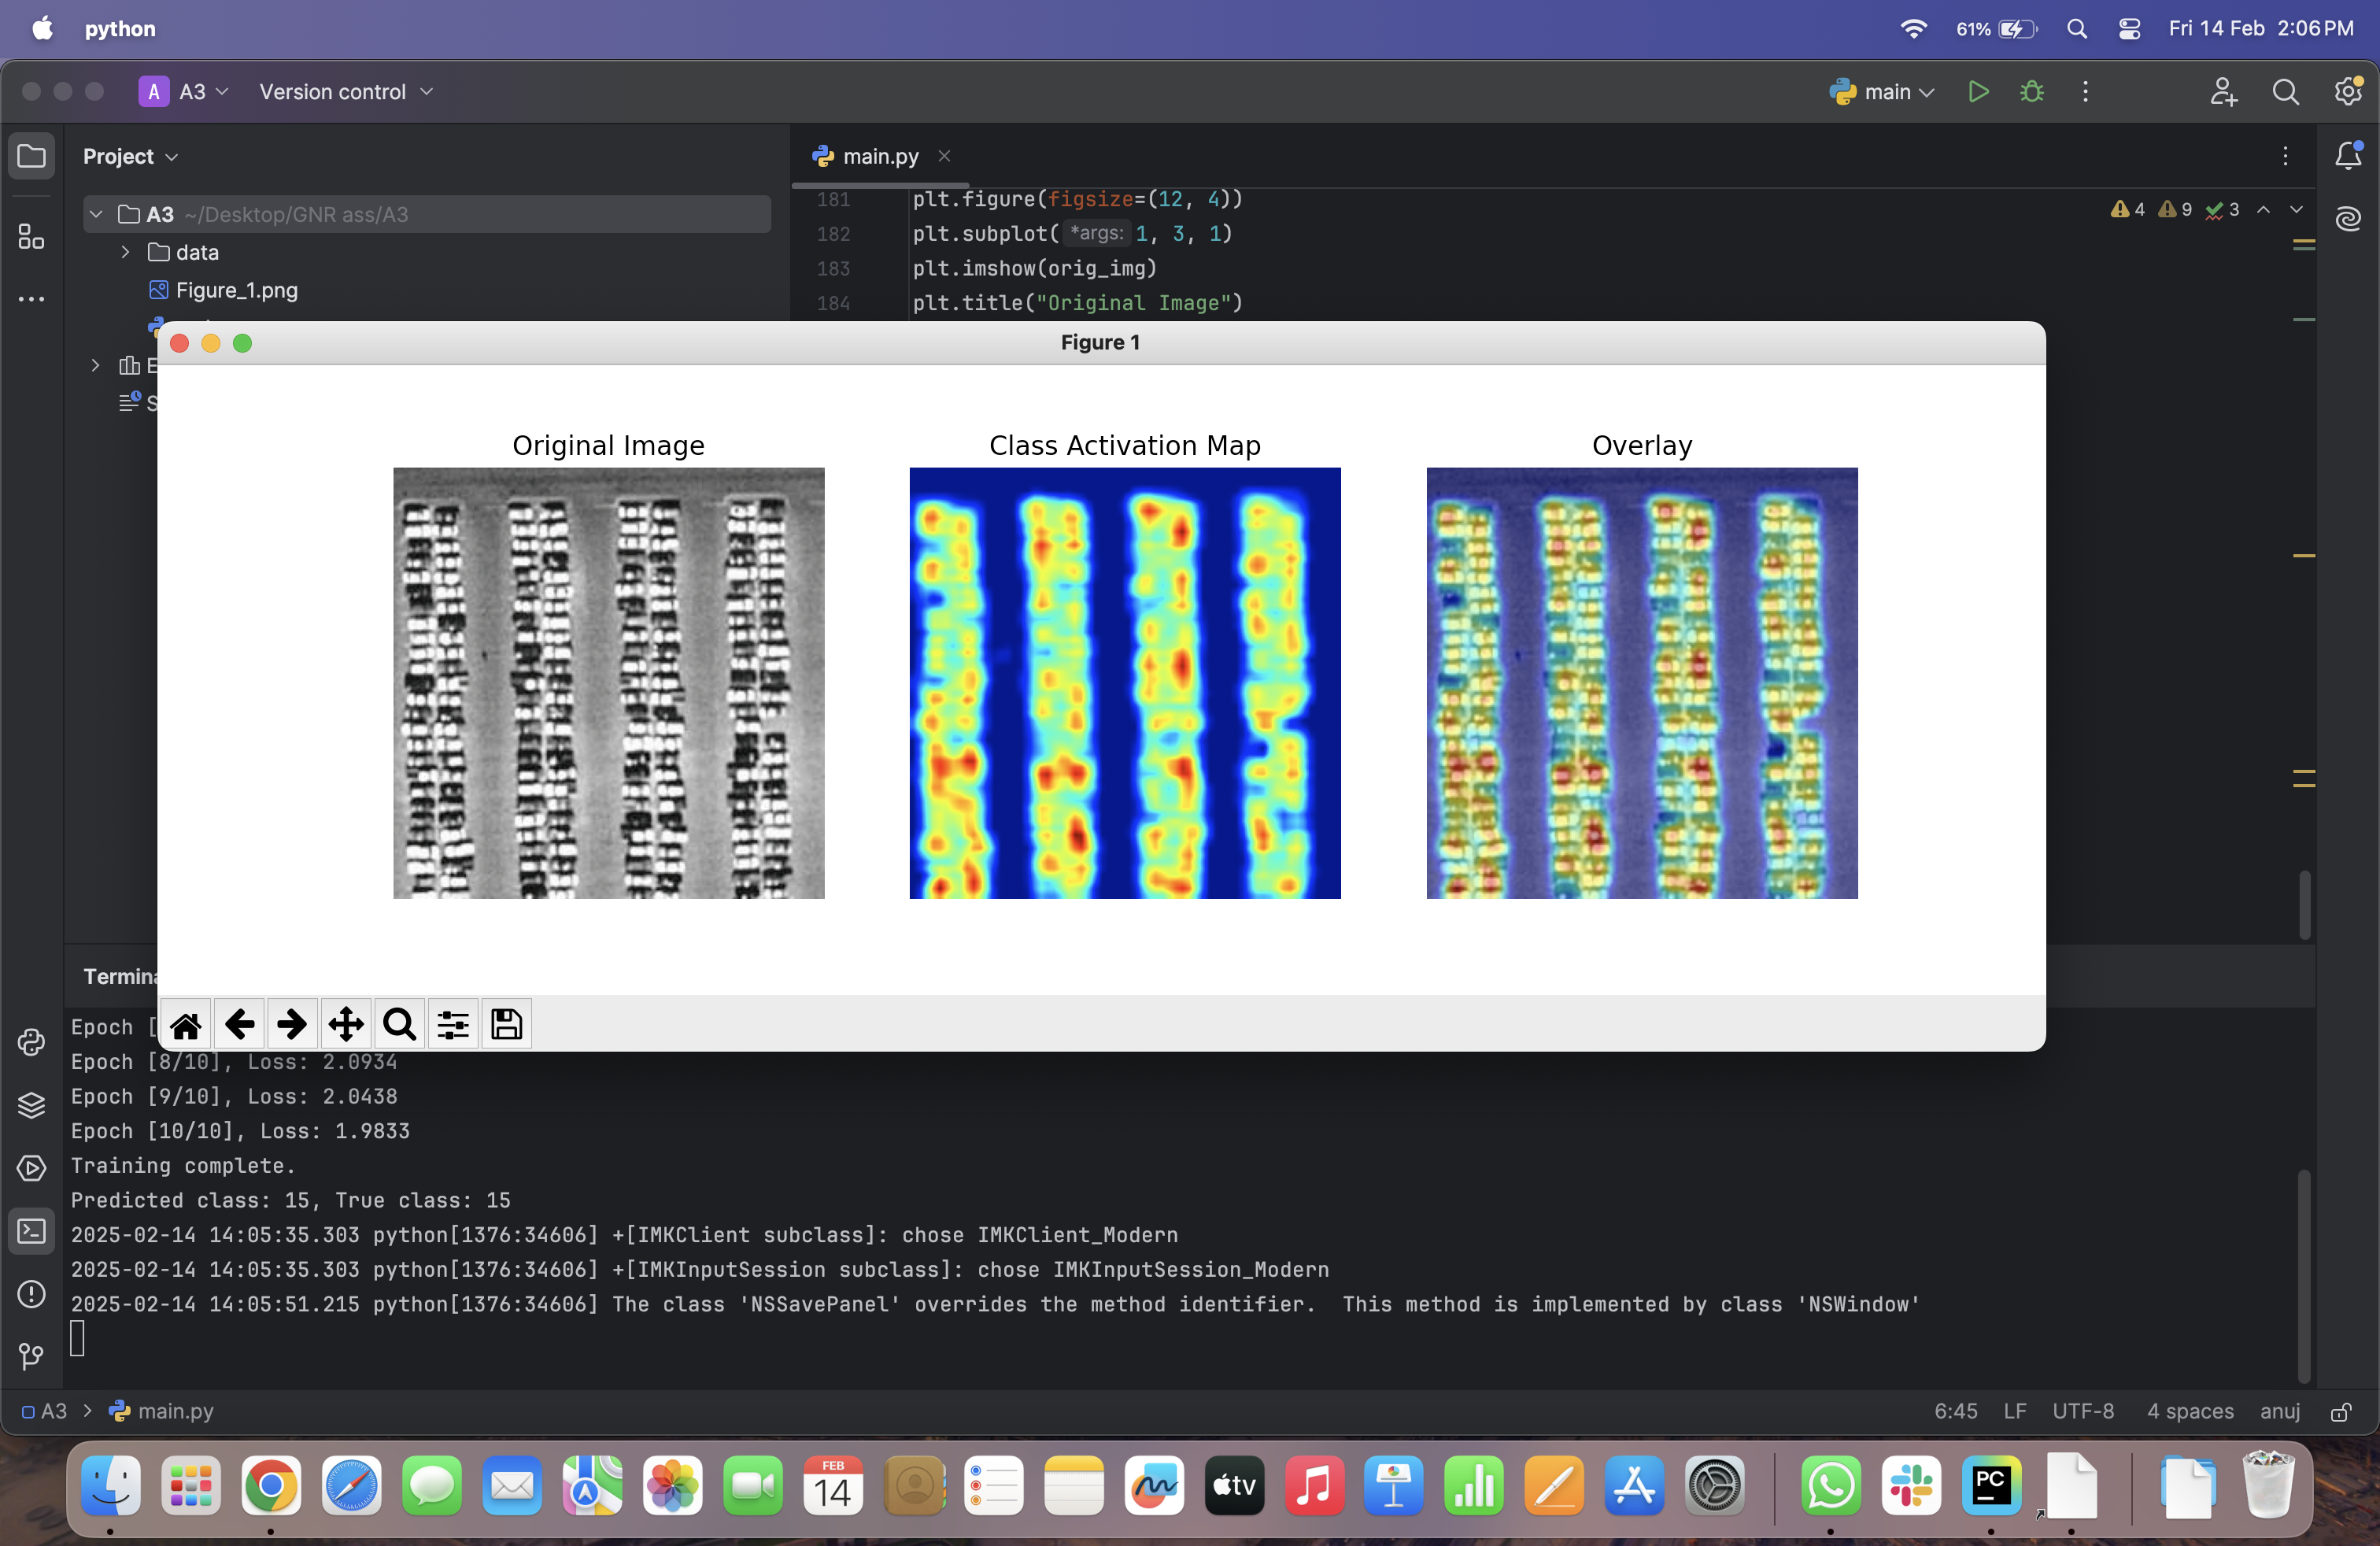 python
61%
Fri 14 Feb 2:06 PM
A
A3
Version control
main
Project
main.py
A3 ~/Desktop/GNR ass/A3
data
Figure_1.png
E
S
181 plt.figure(figsize=(12, 4))
182 plt.subplot( *args: 1, 3, 1)
183 plt.imshow(orig_img)
184 plt.title("Original Image")
4 9 3
Figure 1
Original Image
Class Activation Map
Overlay
Termina
Epoch [
Epoch [8/10], Loss: 2.0934
Epoch [9/10], Loss: 2.0438
Epoch [10/10], Loss: 1.9833
Training complete.
Predicted class: 15, True class: 15
2025-02-14 14:05:35.303 python[1376:34606] +[IMKClient subclass]: chose IMKClient_Modern
2025-02-14 14:05:35.303 python[1376:34606] +[IMKInputSession subclass]: chose IMKInputSession_Modern
2025-02-14 14:05:51.215 python[1376:34606] The class 'NSSavePanel' overrides the method identifier.  This method is implemented by class 'NSWindow'
A3 > main.py
6:45 LF UTF-8 4 spaces anuj
FEB
14
tv
PC